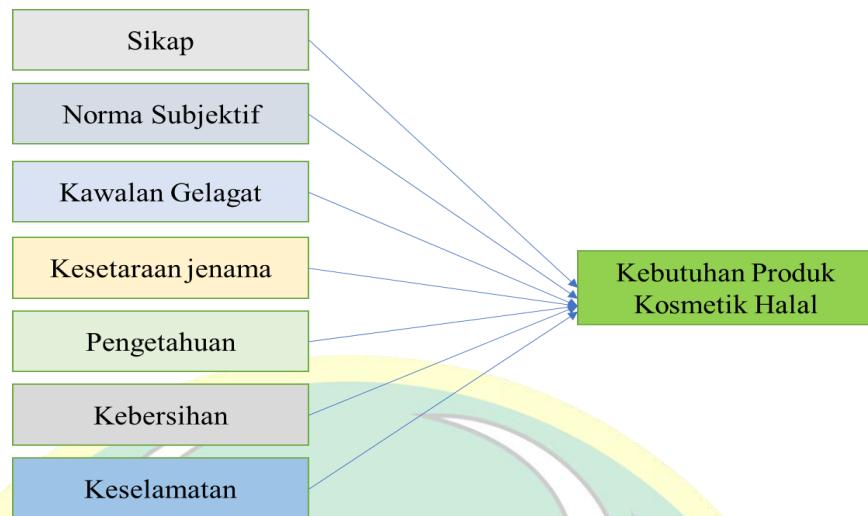 Sikap
Norma Subjektif
Kawalan Gelagat
Kesetaraan jenama
Pengetahuan
Kebersihan
Keselamatan
Kebutuhan Produk
Kosmetik Halal